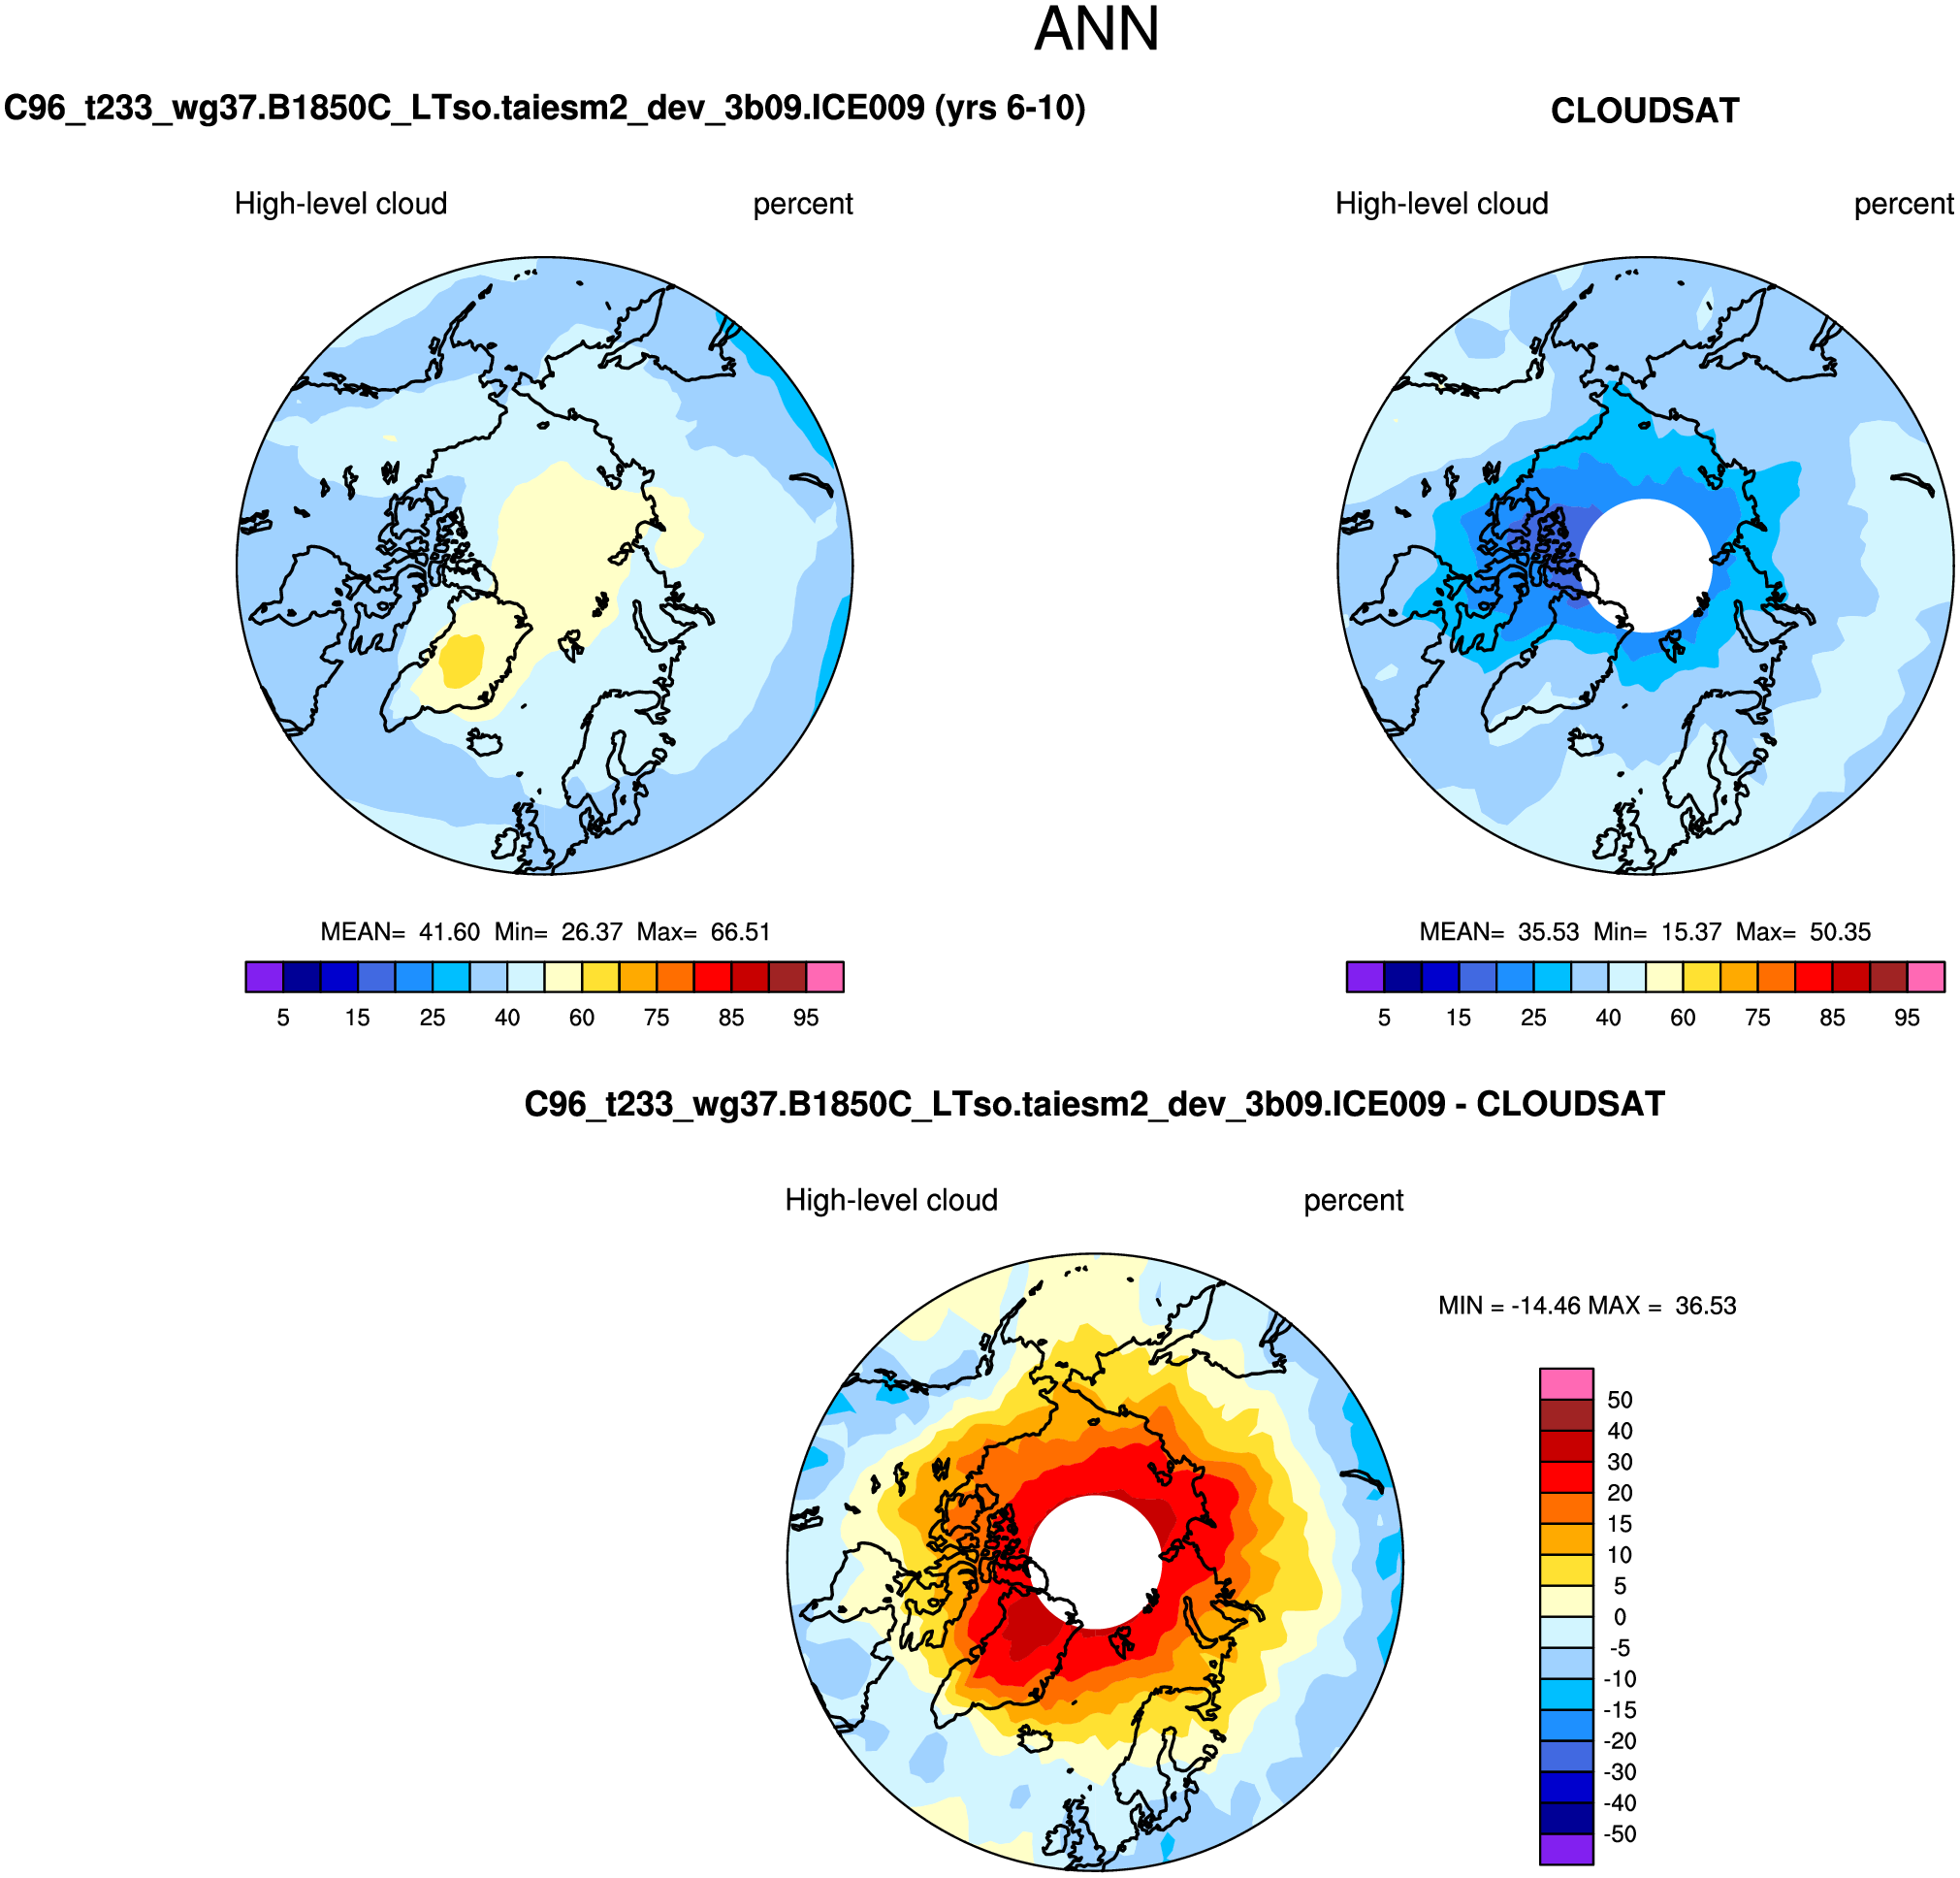 ANN
C96_t233_wg37.B1850C_LTso.taiesm2_dev_3b09.ICE009 (yrs 6-10)
CLOUDSAT
High-level cloud percent
High-level cloud percent
MEAN= 41.60 Min= 26.37 Max= 66.51
MEAN= 35.53 Min= 15.37 Max= 50.35
5 15 25 40 60 75 85 95
5 15 25 40 60 75 85 95
C96_t233_wg37.B1850C_LTso.taiesm2_dev_3b09.ICE009 - CLOUDSAT
High-level cloud percent
MIN = -14.46 MAX = 36.53
50
40
30
20
15
10
5
0
-5
-10
-15
-20
-30
-40
-50